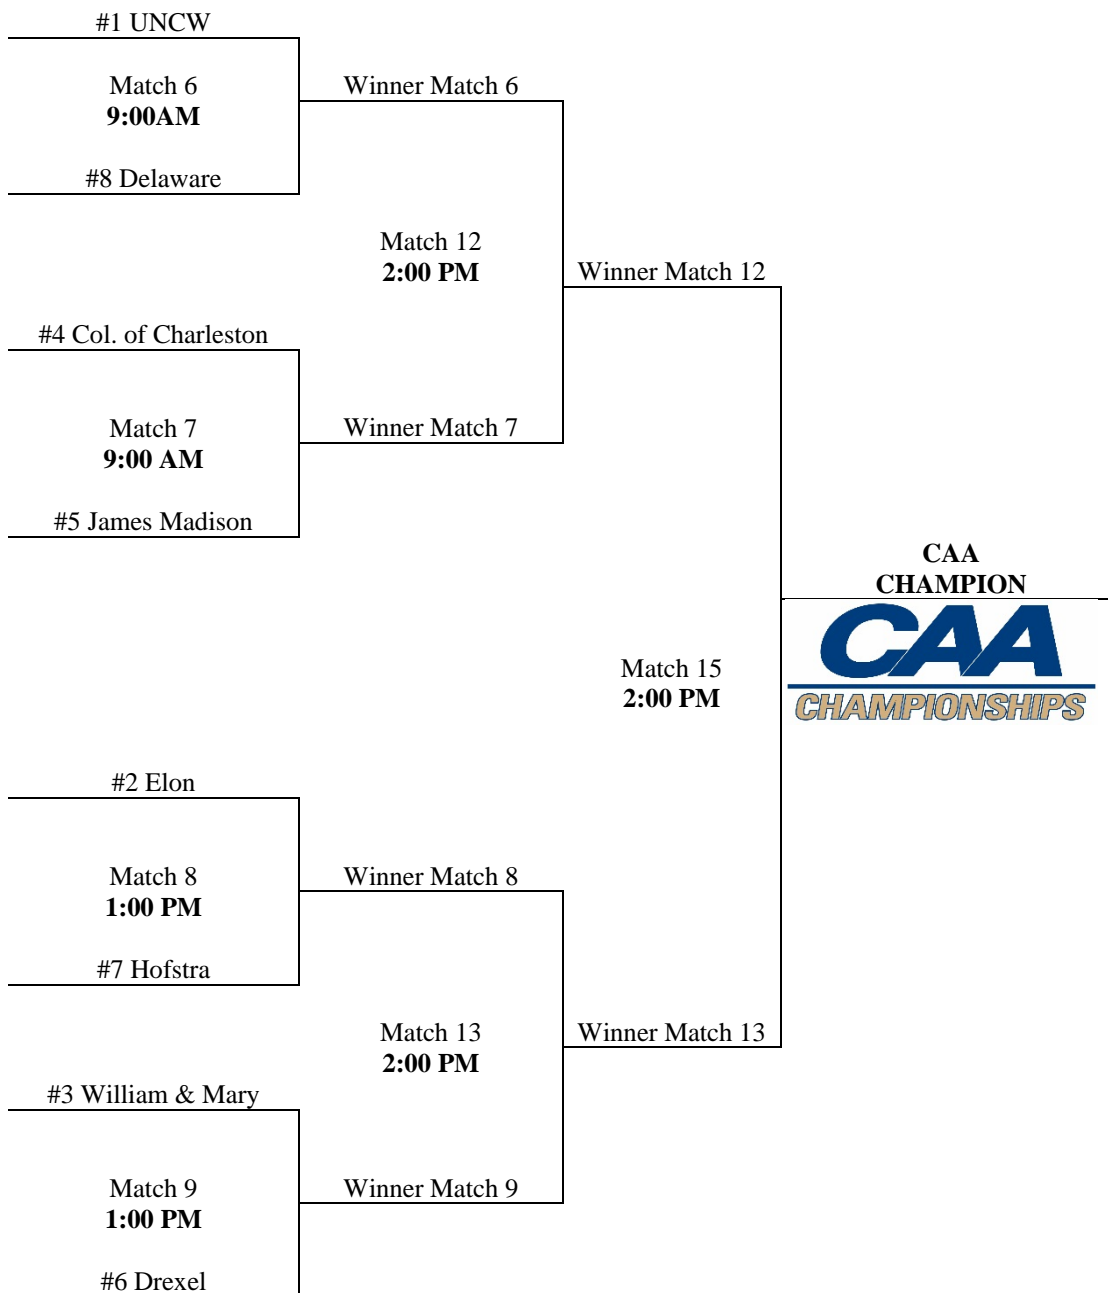 #1 UNCW
Match 6
9:00AM
Winner Match 6
#8 Delaware
Match 12
2:00 PM
Winner Match 12
#4 Col. of Charleston
Match 7
9:00 AM
Winner Match 7
#5 James Madison
CAA
CHAMPION
CAA
CHAMPIONSHIPS
Match 15
2:00 PM
#2 Elon
Match 8
1:00 PM
Winner Match 8
#7 Hofstra
Match 13
2:00 PM
Winner Match 13
#3 William & Mary
Match 9
1:00 PM
Winner Match 9
#6 Drexel